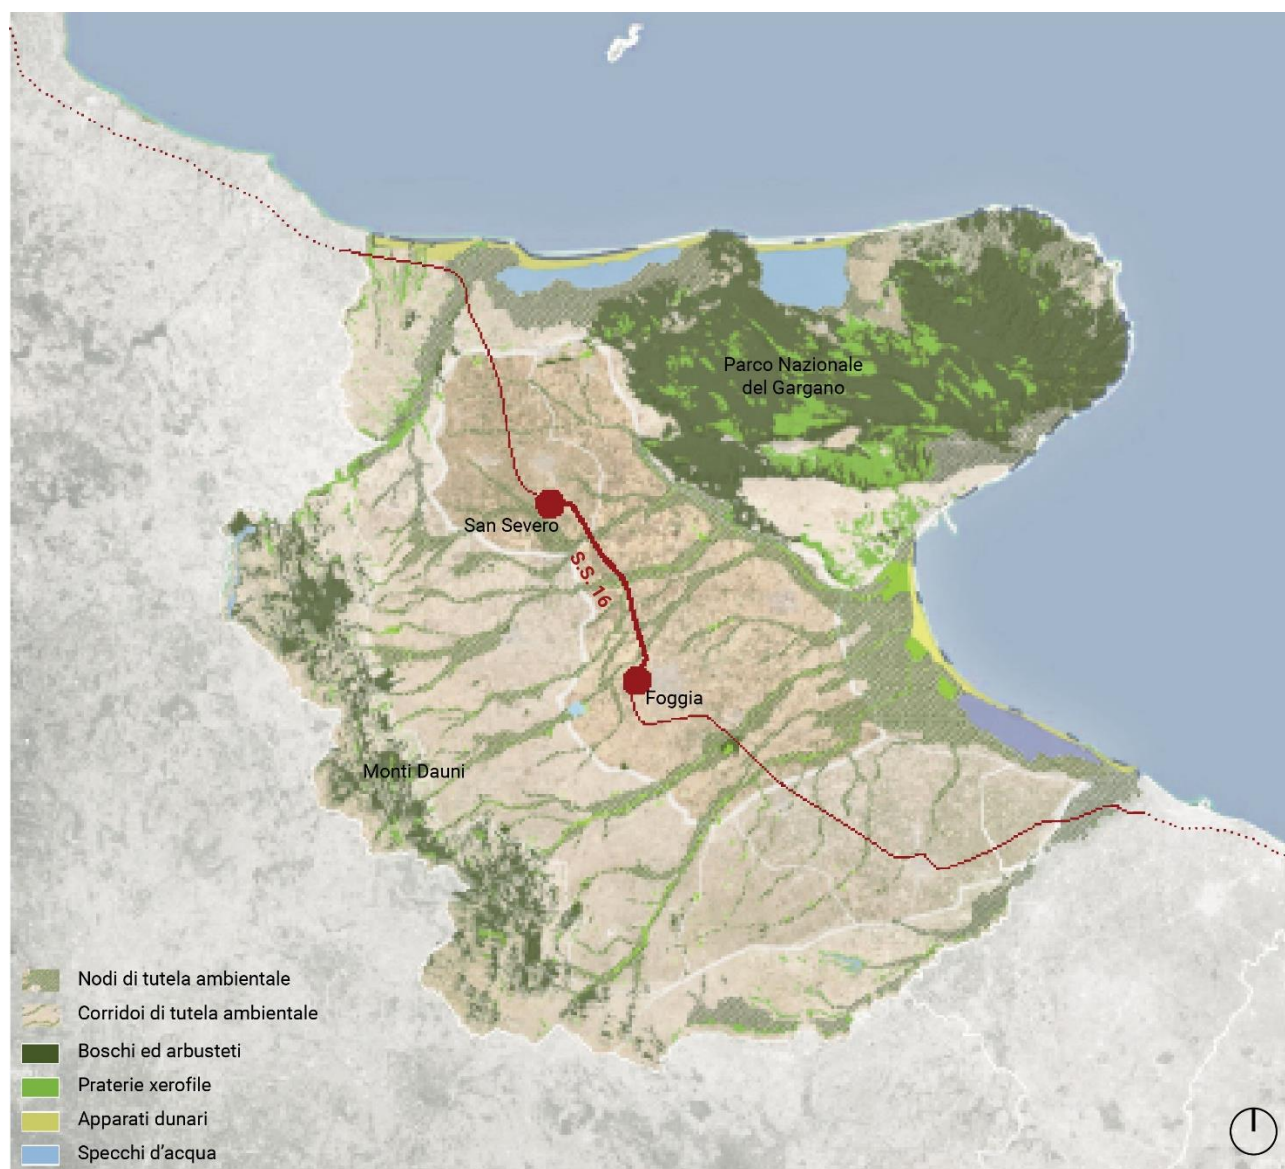 Parco Nazionale
del Gargano
San Severo
S.S. 16
Foggia
Monti Dauni
Nodi di tutela ambientale
Corridoi di tutela ambientale
Boschi ed arbusteti
Praterie xerofile
Apparati dunari
Specchi d'acqua